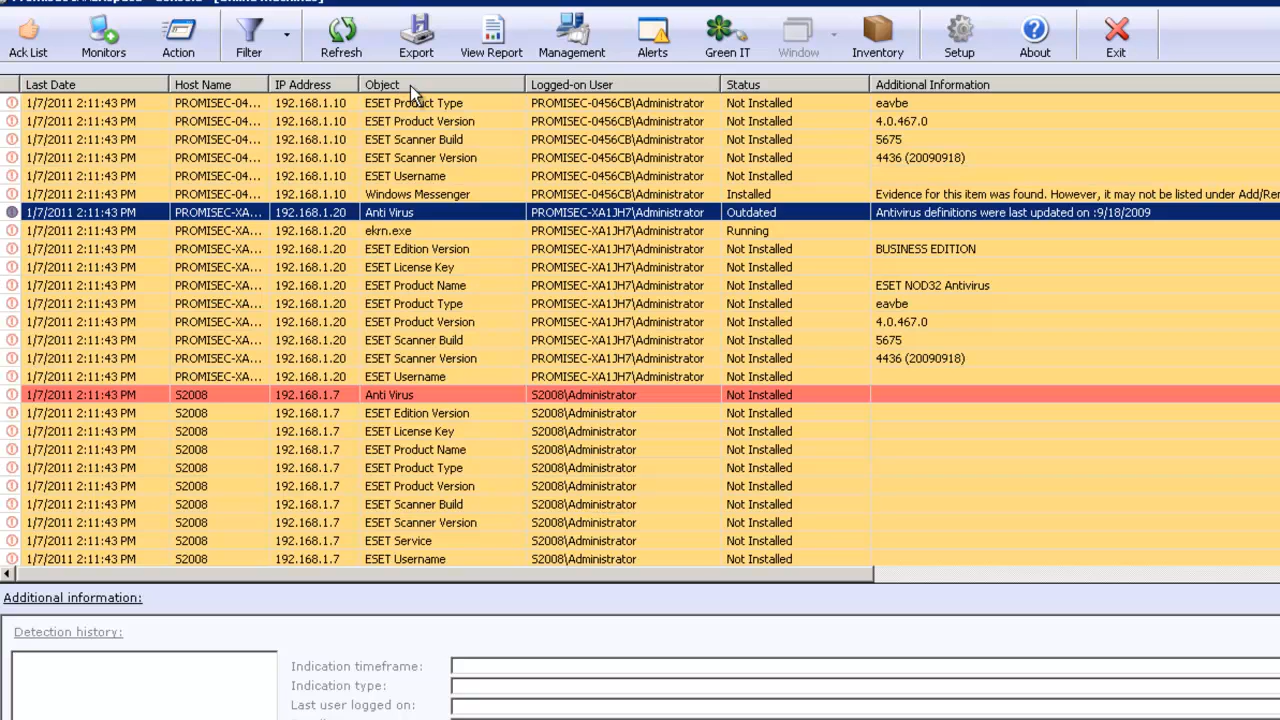 Ack List Monitors Action Filter Refresh Export View Report Management Alerts Green IT Window Inventory Setup About Exit
Last Date Host Name IP Address Object Logged-on User Status Additional Information
1/7/2011 2:11:43 PM PROMISEC-04... 192.168.1.10 ESET Product Type PROMISEC-0456CB\Administrator Not Installed eavbe
1/7/2011 2:11:43 PM PROMISEC-04... 192.168.1.10 ESET Product Version PROMISEC-0456CB\Administrator Not Installed 4.0.467.0
1/7/2011 2:11:43 PM PROMISEC-04... 192.168.1.10 ESET Scanner Build PROMISEC-0456CB\Administrator Not Installed 5675
1/7/2011 2:11:43 PM PROMISEC-04... 192.168.1.10 ESET Scanner Version PROMISEC-0456CB\Administrator Not Installed 4436 (20090918)
1/7/2011 2:11:43 PM PROMISEC-04... 192.168.1.10 ESET Username PROMISEC-0456CB\Administrator Not Installed
1/7/2011 2:11:43 PM PROMISEC-04... 192.168.1.10 Windows Messenger PROMISEC-0456CB\Administrator Installed Evidence for this item was found. However, it may not be listed under Add/Rem
1/7/2011 2:11:43 PM PROMISEC-XA... 192.168.1.20 Anti Virus PROMISEC-XA1JH7\Administrator Outdated Antivirus definitions were last updated on :9/18/2009
1/7/2011 2:11:43 PM PROMISEC-XA... 192.168.1.20 ekrn.exe PROMISEC-XA1JH7\Administrator Running
1/7/2011 2:11:43 PM PROMISEC-XA... 192.168.1.20 ESET Edition Version PROMISEC-XA1JH7\Administrator Not Installed BUSINESS EDITION
1/7/2011 2:11:43 PM PROMISEC-XA... 192.168.1.20 ESET License Key PROMISEC-XA1JH7\Administrator Not Installed
1/7/2011 2:11:43 PM PROMISEC-XA... 192.168.1.20 ESET Product Name PROMISEC-XA1JH7\Administrator Not Installed ESET NOD32 Antivirus
1/7/2011 2:11:43 PM PROMISEC-XA... 192.168.1.20 ESET Product Type PROMISEC-XA1JH7\Administrator Not Installed eavbe
1/7/2011 2:11:43 PM PROMISEC-XA... 192.168.1.20 ESET Product Version PROMISEC-XA1JH7\Administrator Not Installed 4.0.467.0
1/7/2011 2:11:43 PM PROMISEC-XA... 192.168.1.20 ESET Scanner Build PROMISEC-XA1JH7\Administrator Not Installed 5675
1/7/2011 2:11:43 PM PROMISEC-XA... 192.168.1.20 ESET Scanner Version PROMISEC-XA1JH7\Administrator Not Installed 4436 (20090918)
1/7/2011 2:11:43 PM PROMISEC-XA... 192.168.1.20 ESET Username PROMISEC-XA1JH7\Administrator Not Installed
1/7/2011 2:11:43 PM S2008 192.168.1.7 Anti Virus S2008\Administrator Not Installed
1/7/2011 2:11:43 PM S2008 192.168.1.7 ESET Edition Version S2008\Administrator Not Installed
1/7/2011 2:11:43 PM S2008 192.168.1.7 ESET License Key S2008\Administrator Not Installed
1/7/2011 2:11:43 PM S2008 192.168.1.7 ESET Product Name S2008\Administrator Not Installed
1/7/2011 2:11:43 PM S2008 192.168.1.7 ESET Product Type S2008\Administrator Not Installed
1/7/2011 2:11:43 PM S2008 192.168.1.7 ESET Product Version S2008\Administrator Not Installed
1/7/2011 2:11:43 PM S2008 192.168.1.7 ESET Scanner Build S2008\Administrator Not Installed
1/7/2011 2:11:43 PM S2008 192.168.1.7 ESET Scanner Version S2008\Administrator Not Installed
1/7/2011 2:11:43 PM S2008 192.168.1.7 ESET Service S2008\Administrator Not Installed
1/7/2011 2:11:43 PM S2008 192.168.1.7 ESET Username S2008\Administrator Not Installed
Additional information:
Detection history:
Indication timeframe:
Indication type:
Last user logged on: